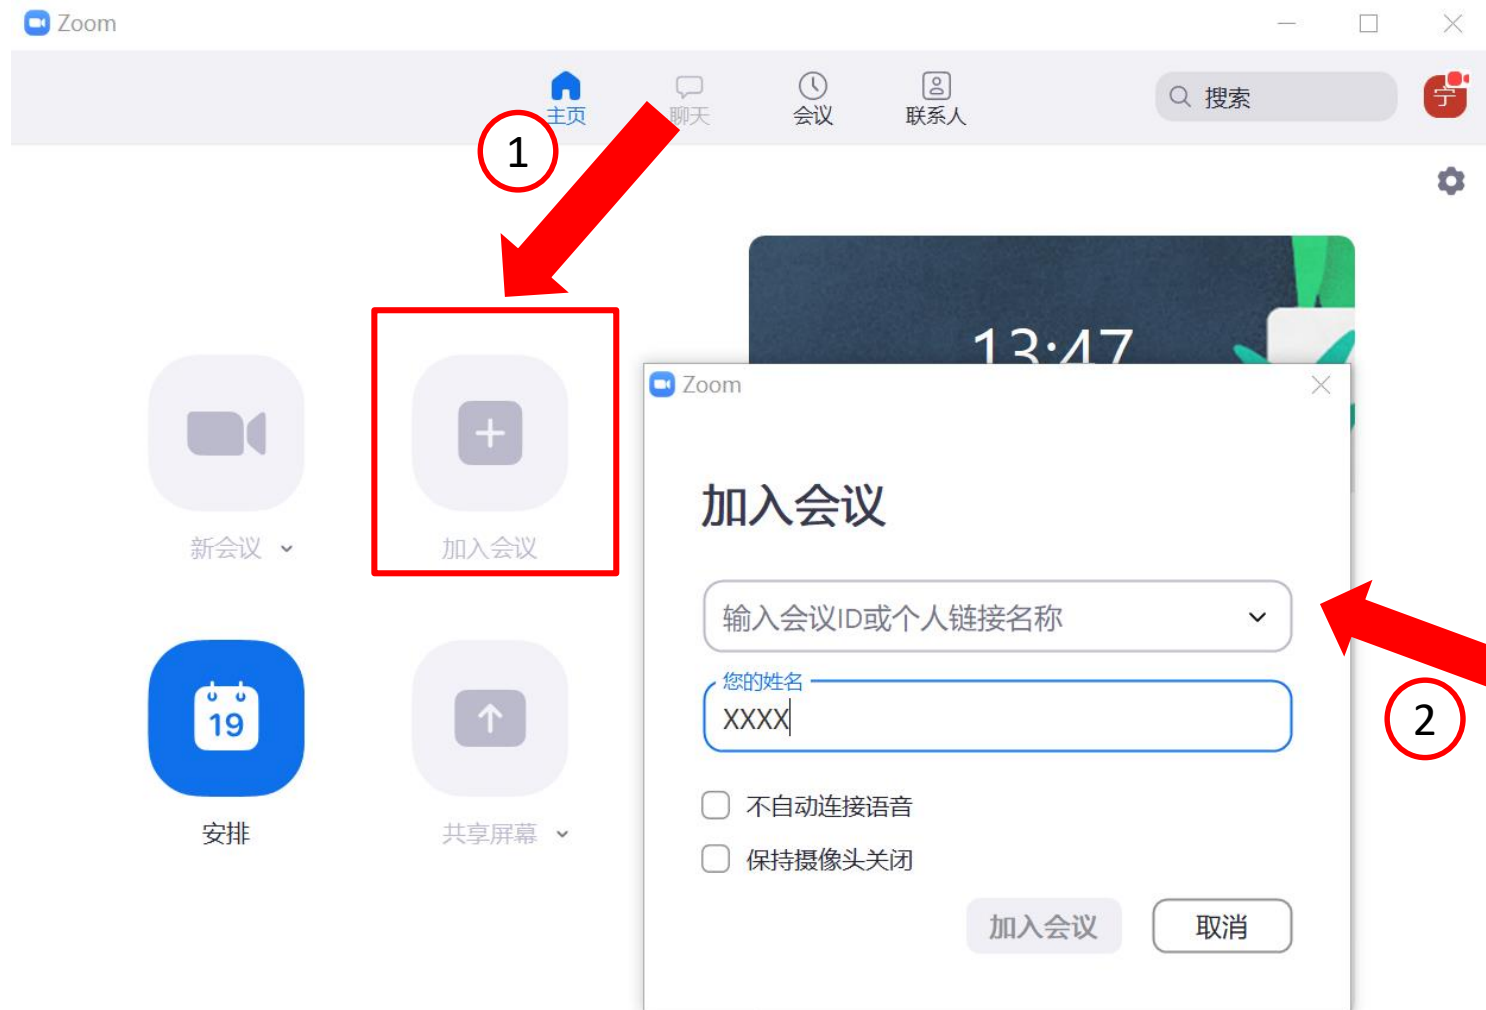 Zoom
主页
聊天
会议
联系人
搜索
宁
1
13:47
Zoom
加入会议
新会议
加入会议
输入会议ID或个人链接名称
您的姓名
XXXX
2
19
安排
共享屏幕
不自动连接语音
保持摄像头关闭
加入会议
取消